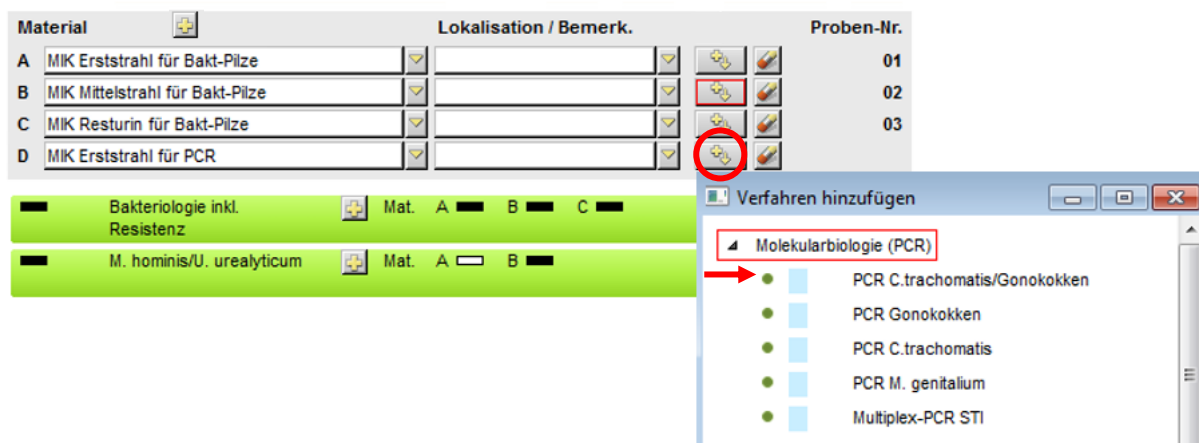 Material Lokalisation / Bemerk. Proben-Nr.
A MIK Erststrahl für Bakt-Pilze 01
B MIK Mittelstrahl für Bakt-Pilze 02
C MIK Resturin für Bakt-Pilze 03
D MIK Erststrahl für PCR
Bakteriologie inkl. Mat. A B C
Resistenz
M. hominis/U. urealyticum Mat. A B
Verfahren hinzufügen
Molekularbiologie (PCR)
PCR C.trachomatis/Gonokokken
PCR Gonokokken
PCR C.trachomatis
PCR M. genitalium
Multiplex-PCR STI